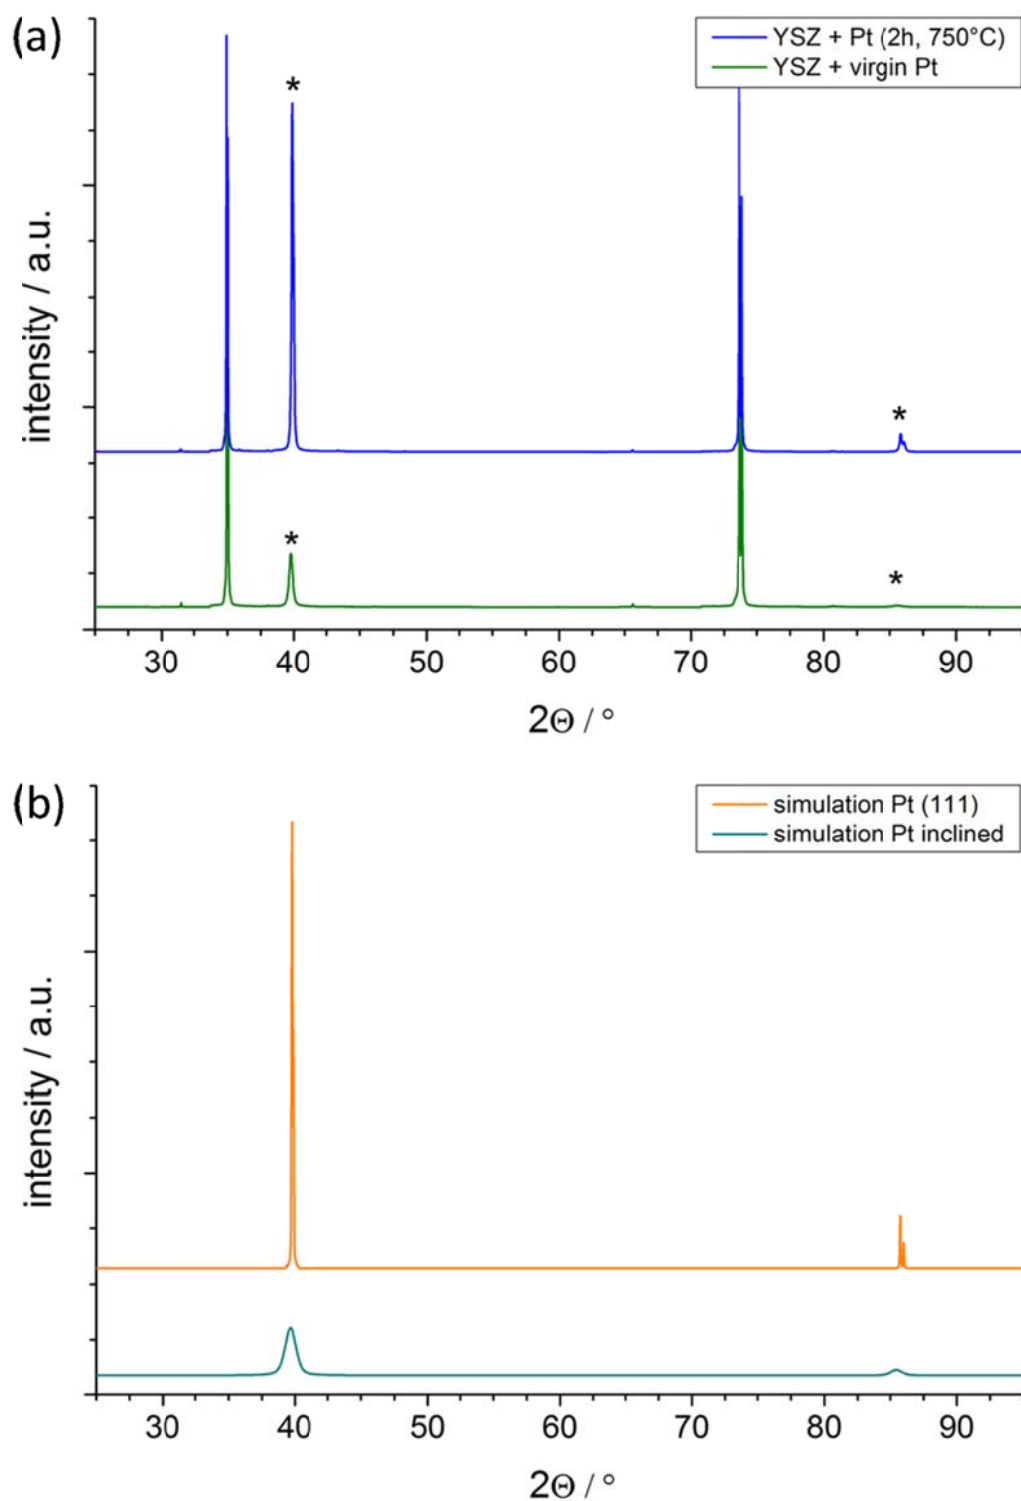 (a)
YSZ + Pt (2h, 750°C)
YSZ + virgin Pt
*
*
*
*
intensity / a.u.
30 40 50 60 70 80 90
2Θ / °
(b)
simulation Pt (111)
simulation Pt inclined
intensity / a.u.
30 40 50 60 70 80 90
2Θ / °